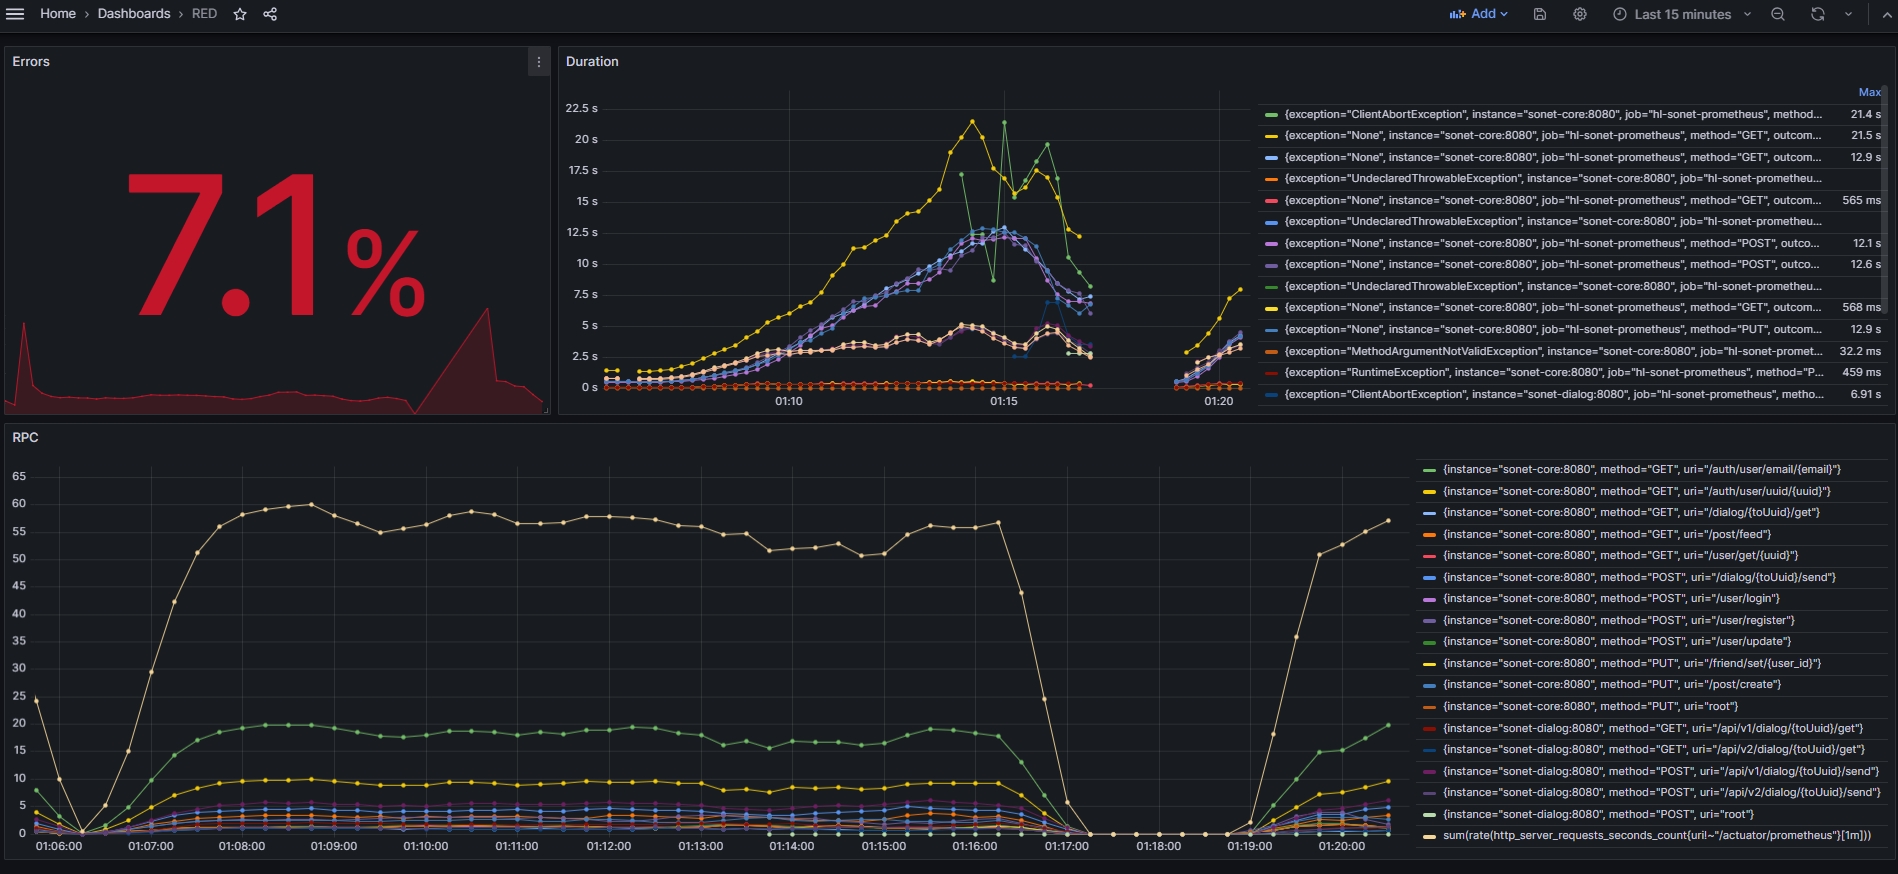 Home › Dashboards › RED
Add
Last 15 minutes
Errors
7.1%
Duration
22.5 s
20 s
17.5 s
15 s
12.5 s
10 s
7.5 s
5 s
2.5 s
0 s
01:10
01:15
01:20
Max
{exception="ClientAbortException", instance="sonet-core:8080", job="hl-sonet-prometheus", method... 21.4 s
{exception="None", instance="sonet-core:8080", job="hl-sonet-prometheus", method="GET", outcom... 21.5 s
{exception="None", instance="sonet-core:8080", job="hl-sonet-prometheus", method="GET", outcom... 12.9 s
{exception="UndeclaredThrowableException", instance="sonet-core:8080", job="hl-sonet-prometheu...
{exception="None", instance="sonet-core:8080", job="hl-sonet-prometheus", method="GET", outcom... 565 ms
{exception="UndeclaredThrowableException", instance="sonet-core:8080", job="hl-sonet-prometheu...
{exception="None", instance="sonet-core:8080", job="hl-sonet-prometheus", method="POST", outco... 12.1 s
{exception="None", instance="sonet-core:8080", job="hl-sonet-prometheus", method="POST", outco... 12.6 s
{exception="UndeclaredThrowableException", instance="sonet-core:8080", job="hl-sonet-prometheu...
{exception="None", instance="sonet-core:8080", job="hl-sonet-prometheus", method="GET", outcom... 568 ms
{exception="None", instance="sonet-core:8080", job="hl-sonet-prometheus", method="PUT", outcom... 12.9 s
{exception="MethodArgumentNotValidException", instance="sonet-core:8080", job="hl-sonet-promet... 32.2 ms
{exception="RuntimeException", instance="sonet-core:8080", job="hl-sonet-prometheus", method="P... 459 ms
{exception="ClientAbortException", instance="sonet-dialog:8080", job="hl-sonet-prometheus", metho... 6.91 s
RPC
65
60
55
50
45
40
35
30
25
20
15
10
5
0
01:06:00
01:07:00
01:08:00
01:09:00
01:10:00
01:11:00
01:12:00
01:13:00
01:14:00
01:15:00
01:16:00
01:17:00
01:18:00
01:19:00
01:20:00
{instance="sonet-core:8080", method="GET", uri="/auth/user/email/{email}"}
{instance="sonet-core:8080", method="GET", uri="/auth/user/uuid/{uuid}"}
{instance="sonet-core:8080", method="GET", uri="/dialog/{toUuid}/get"}
{instance="sonet-core:8080", method="GET", uri="/post/feed"}
{instance="sonet-core:8080", method="GET", uri="/user/get/{uuid}"}
{instance="sonet-core:8080", method="POST", uri="/dialog/{toUuid}/send"}
{instance="sonet-core:8080", method="POST", uri="/user/login"}
{instance="sonet-core:8080", method="POST", uri="/user/register"}
{instance="sonet-core:8080", method="POST", uri="/user/update"}
{instance="sonet-core:8080", method="PUT", uri="/friend/set/{user_id}"}
{instance="sonet-core:8080", method="PUT", uri="/post/create"}
{instance="sonet-core:8080", method="PUT", uri="root"}
{instance="sonet-dialog:8080", method="GET", uri="/api/v1/dialog/{toUuid}/get"}
{instance="sonet-dialog:8080", method="GET", uri="/api/v2/dialog/{toUuid}/get"}
{instance="sonet-dialog:8080", method="POST", uri="/api/v1/dialog/{toUuid}/send"}
{instance="sonet-dialog:8080", method="POST", uri="/api/v2/dialog/{toUuid}/send"}
{instance="sonet-dialog:8080", method="POST", uri="root"}
sum(rate(http_server_requests_seconds_count{uri!~"/actuator/prometheus"}[1m]))